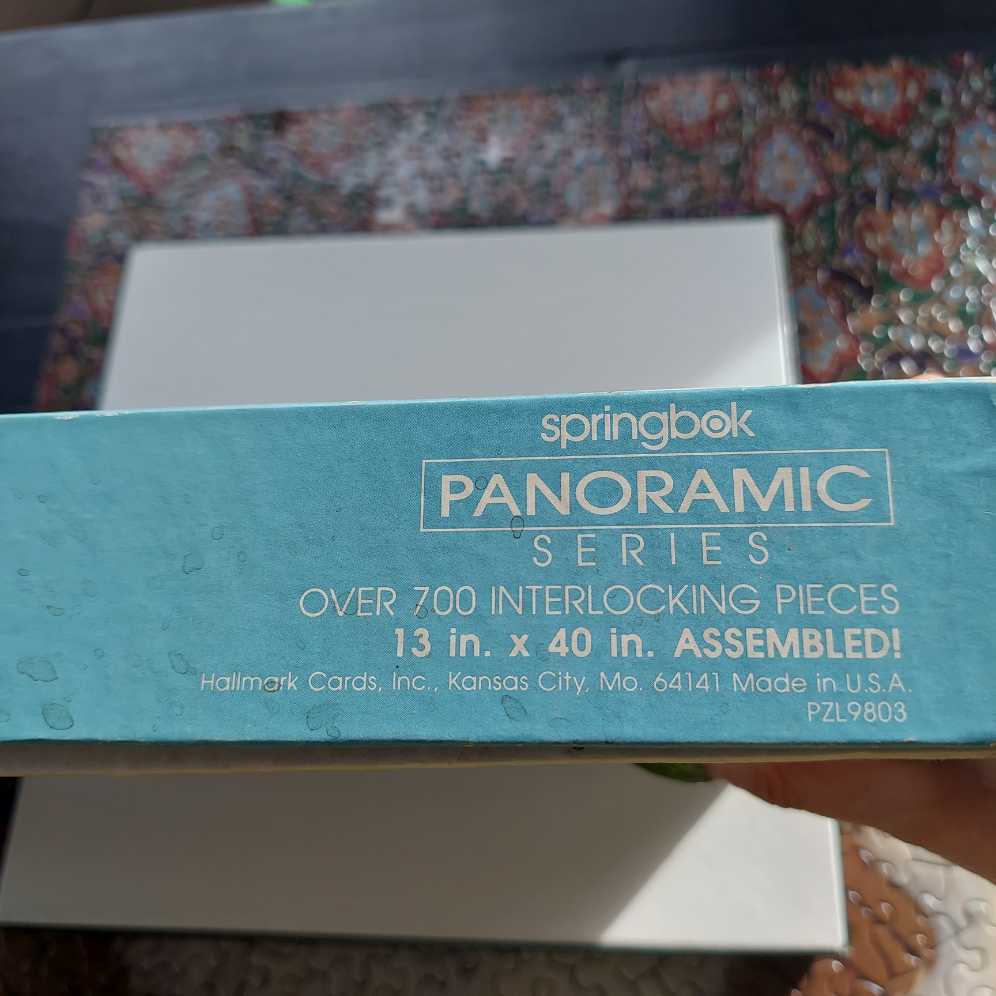 springbok
PANORAMIC
SERIES
OVER 700 INTERLOCKING PIECES
13 in. x 40 in. ASSEMBLED!
Hallmark Cards, Inc., Kansas City, Mo. 64141 Made in U.S.A.
PZL9803